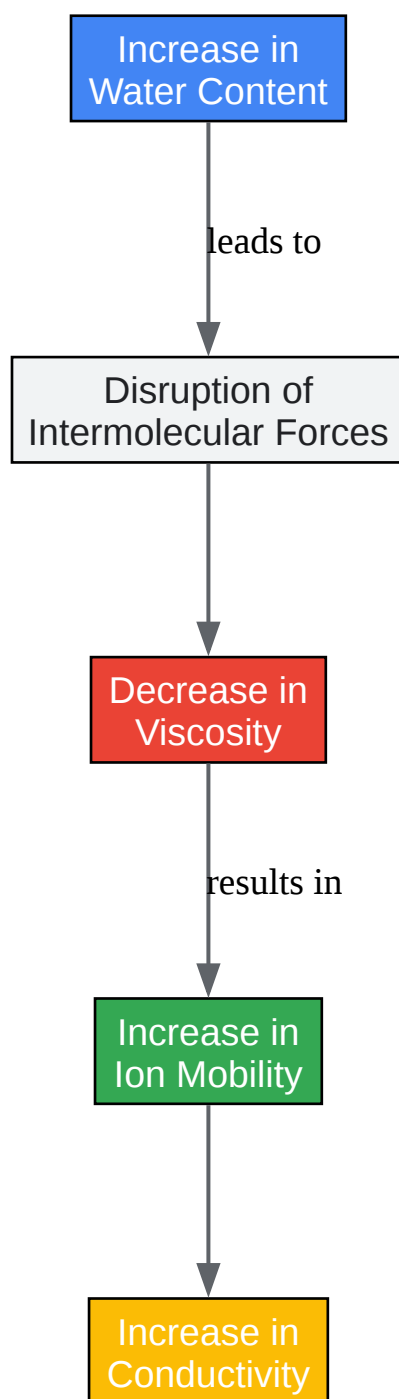 Increase in
Water Content
leads to
Disruption of
Intermolecular Forces
Decrease in
Viscosity
results in
Increase in
Ion Mobility
Increase in
Conductivity